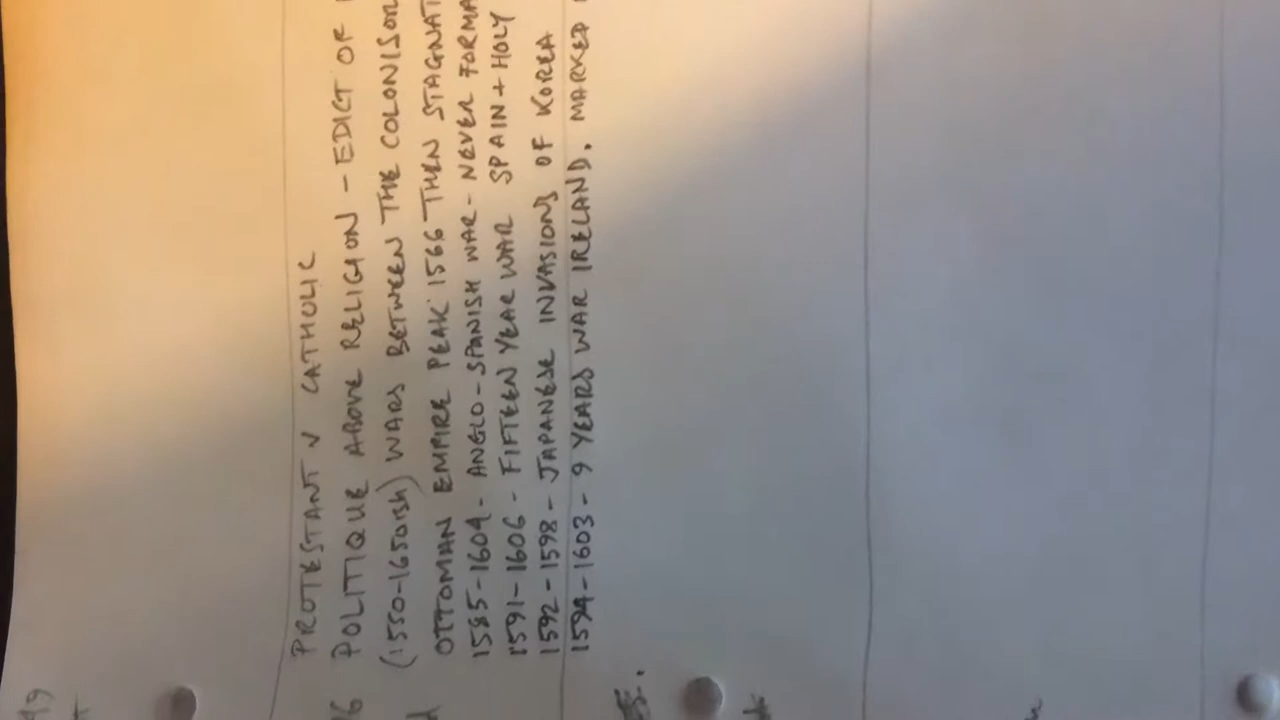 PROTESTANT V CATHOLIC
POLITIQUE ABOVE RELIGION - EDICT OF
(1550-1650ISH) WARS BETWEEN THE COLONISON
OTTOMAN EMPIRE PEAK 1566 THEN STAGNAT
1585-1604 - ANGLO-SPANISH WAR - NEVER FORMA
1591-1606 - FIFTEEN YEAR WAR SPAIN + HOLY
1592-1598 - JAPANESE INVASIONS OF KOREA
1594-1603 - 9 YEARS WAR IRELAND. MARKED